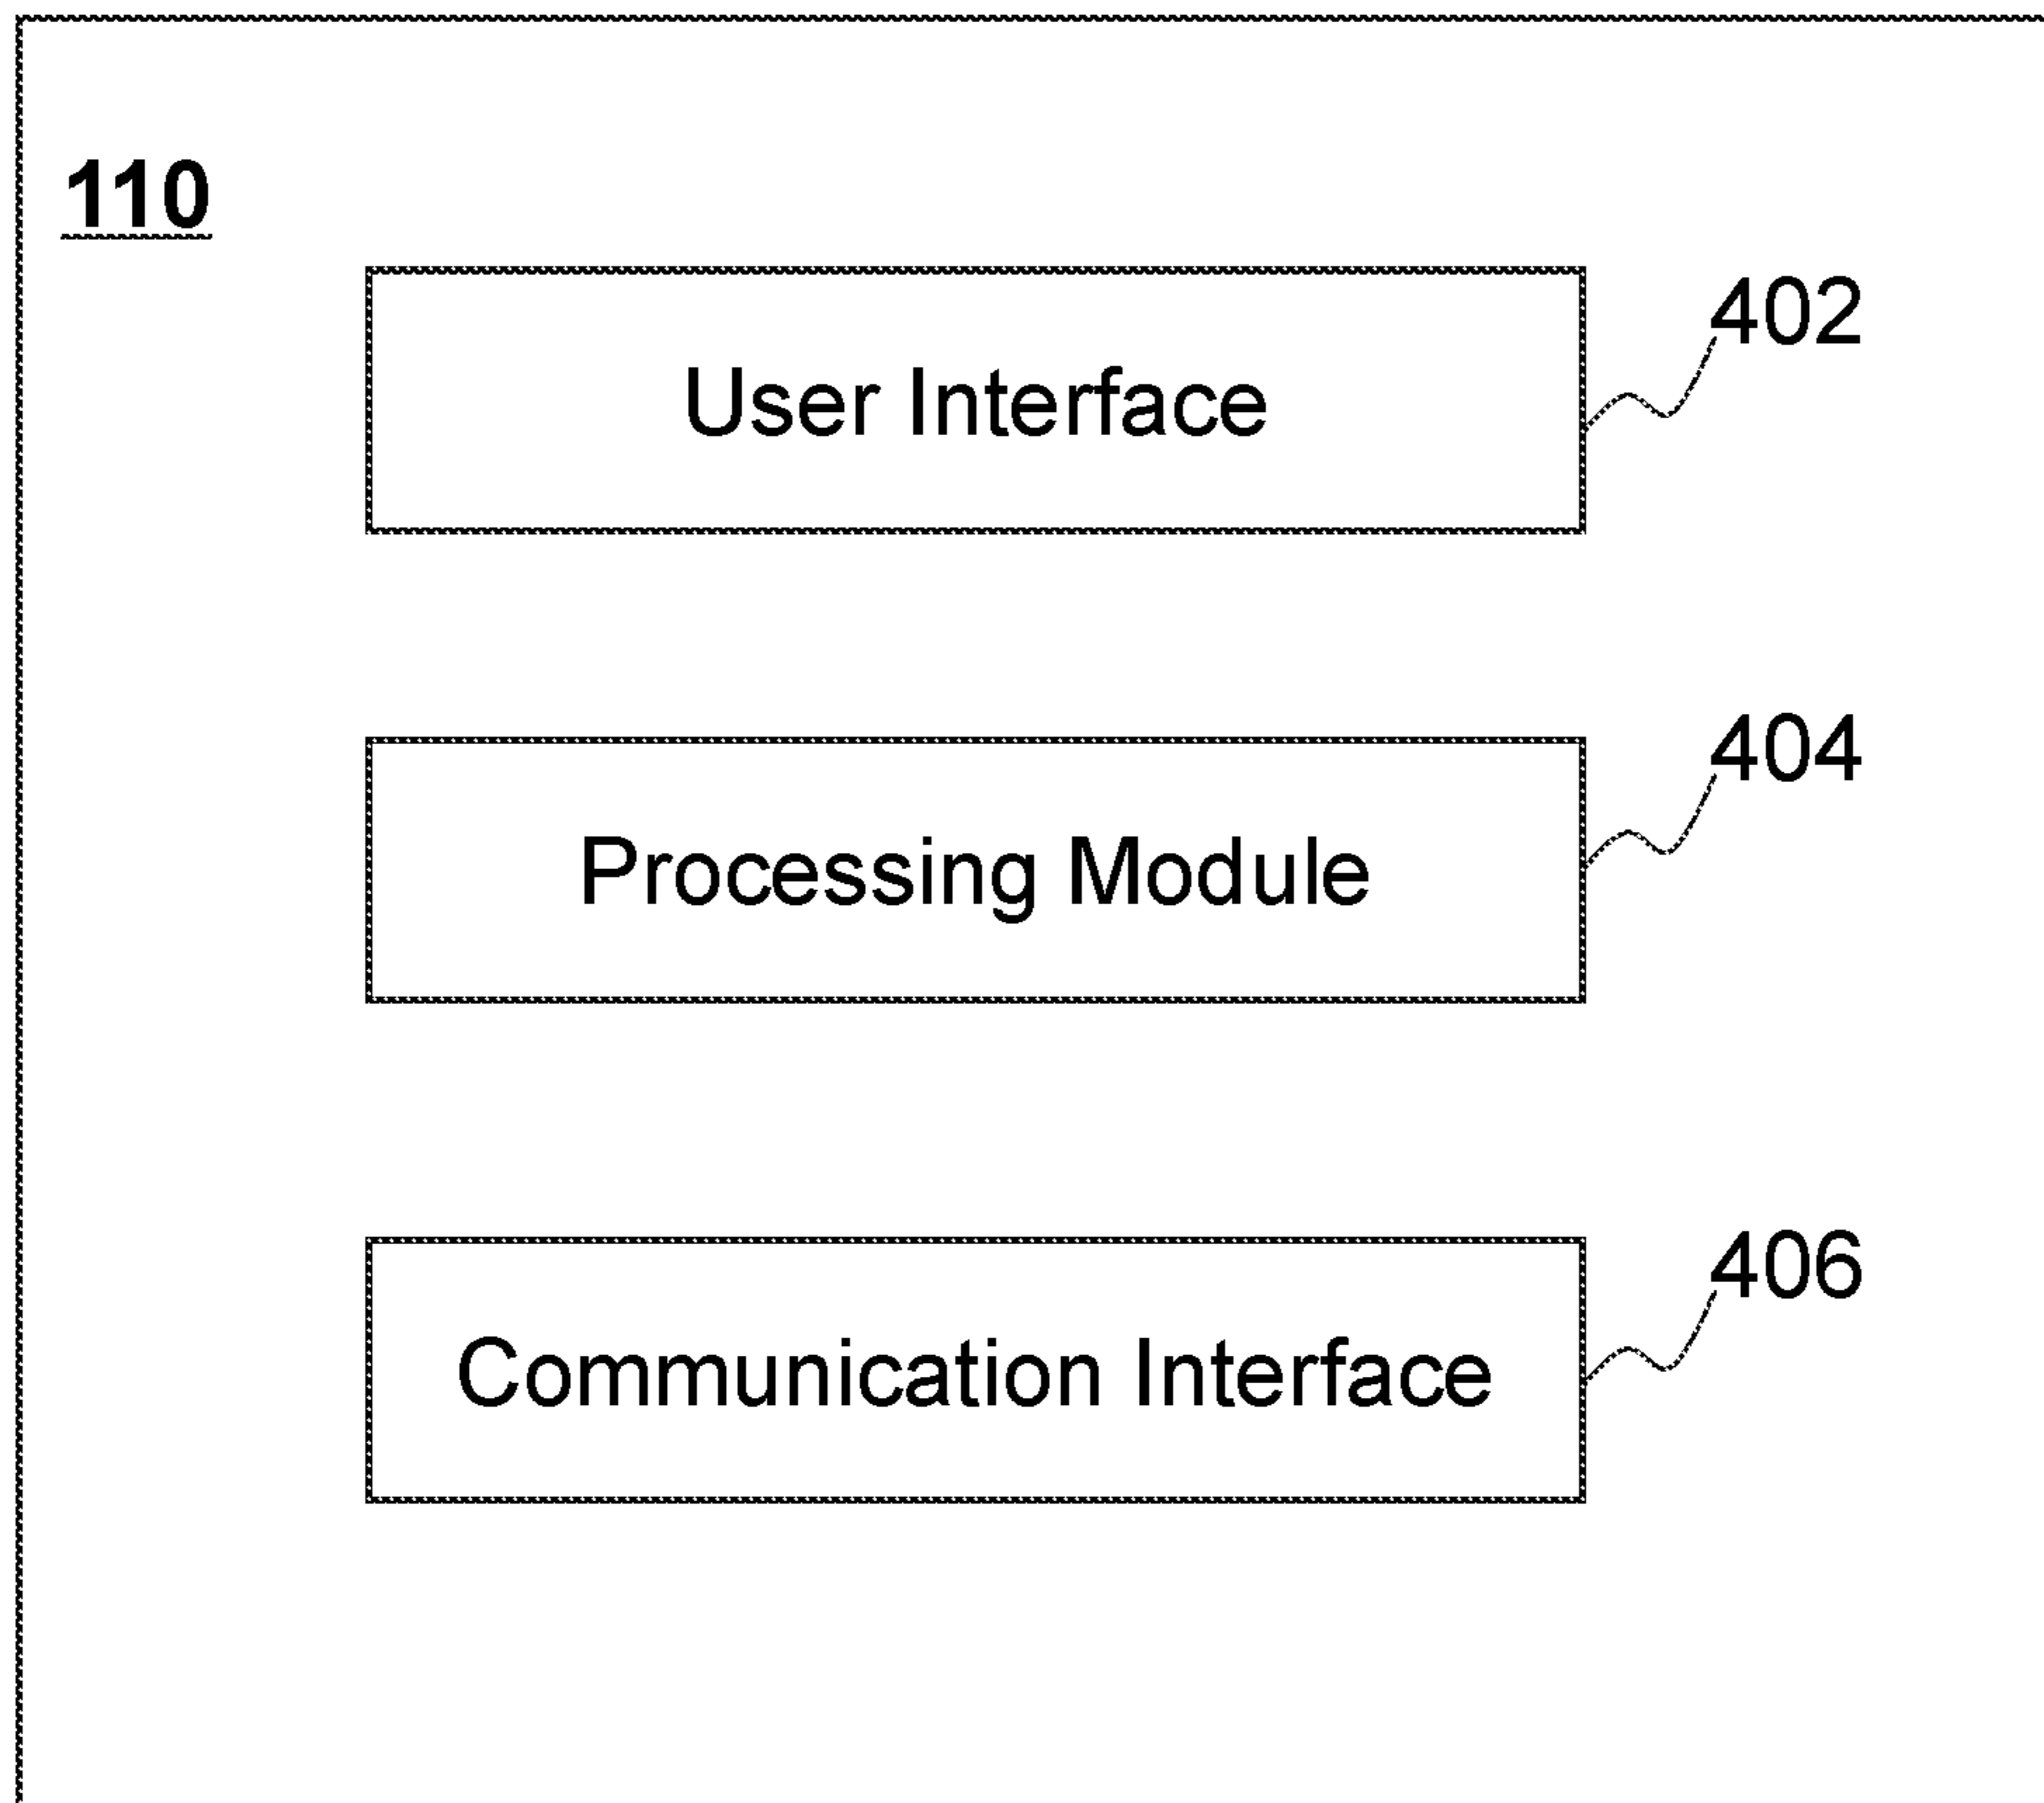 110
402
User Interface
404
Processing Module
406
Communication Interface